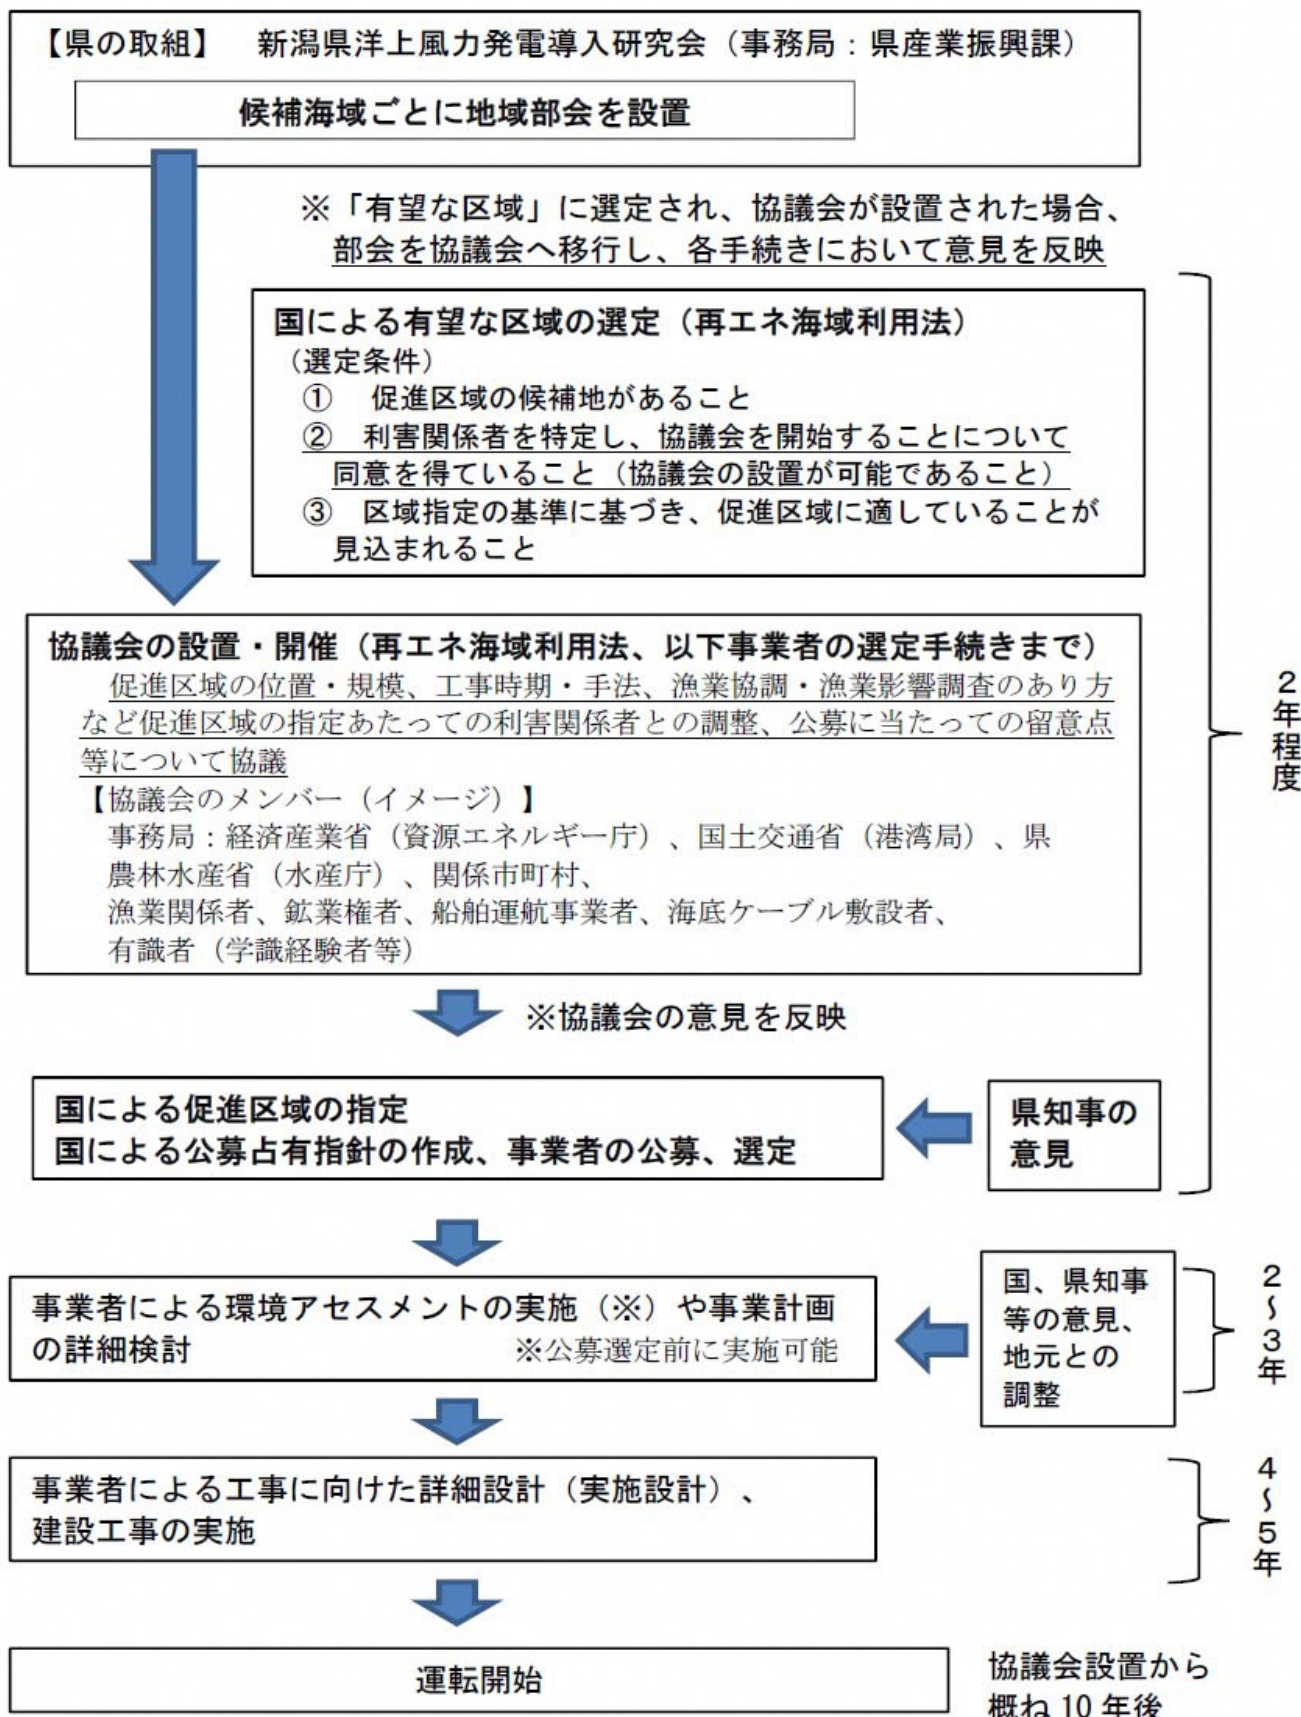 【県の取組】　新潟県洋上風力発電導入研究会（事務局：県産業振興課）
候補海域ごとに地域部会を設置
※「有望な区域」に選定され、協議会が設置された場合、
部会を協議会へ移行し、各手続きにおいて意見を反映
国による有望な区域の選定（再エネ海域利用法）
（選定条件）
①　促進区域の候補地があること
②　利害関係者を特定し、協議会を開始することについて
同意を得ていること（協議会の設置が可能であること）
③　区域指定の基準に基づき、促進区域に適していることが
見込まれること
協議会の設置・開催（再エネ海域利用法、以下事業者の選定手続きまで）
促進区域の位置・規模、工事時期・手法、漁業協調・漁業影響調査のあり方
など促進区域の指定あたっての利害関係者との調整、公募に当たっての留意点
等について協議
【協議会のメンバー（イメージ）】
事務局：経済産業省（資源エネルギー庁）、国土交通省（港湾局）、県
農林水産省（水産庁）、関係市町村、
漁業関係者、鉱業権者、船舶運航事業者、海底ケーブル敷設者、
有識者（学識経験者等）
2年程度
※協議会の意見を反映
国による促進区域の指定
国による公募占有指針の作成、事業者の公募、選定
県知事の
意見
事業者による環境アセスメントの実施（※）や事業計画
の詳細検討　※公募選定前に実施可能
国、県知事
等の意見、
地元との
調整
2～3年
事業者による工事に向けた詳細設計（実施設計）、
建設工事の実施
4～5年
運転開始
協議会設置から
概ね 10 年後